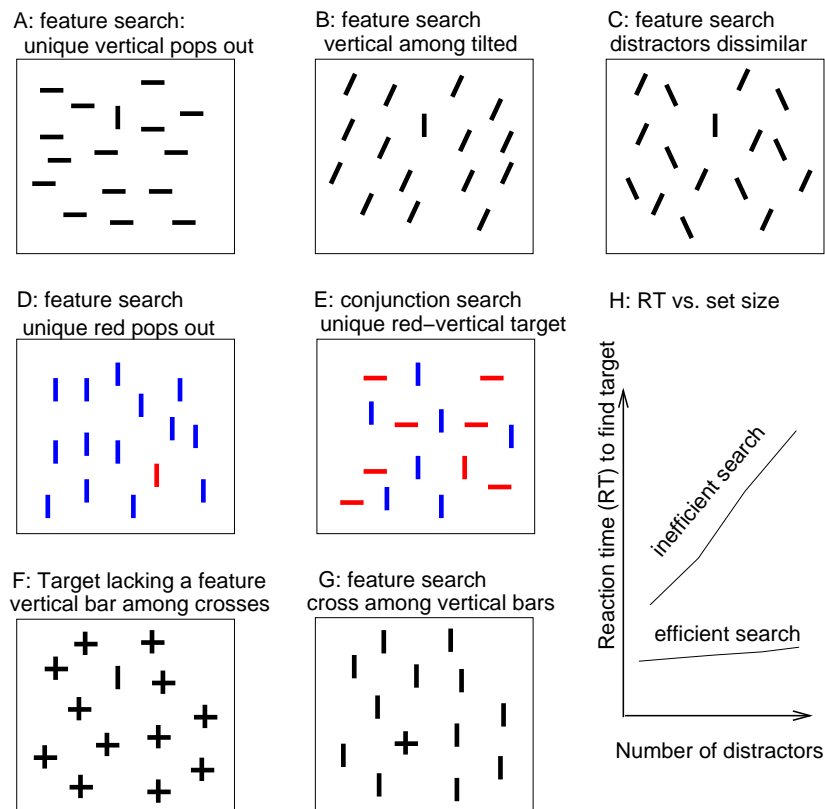 A: feature search:
unique vertical pops out
B: feature search
vertical among tilted
C: feature search
distractors dissimilar
D: feature search
unique red pops out
E: conjunction search
unique red−vertical target
H: RT vs. set size
Reaction time (RT) to find target
inefficient search
efficient search
Number of distractors
F: Target lacking a feature
vertical bar among crosses
G: feature search
cross among vertical bars